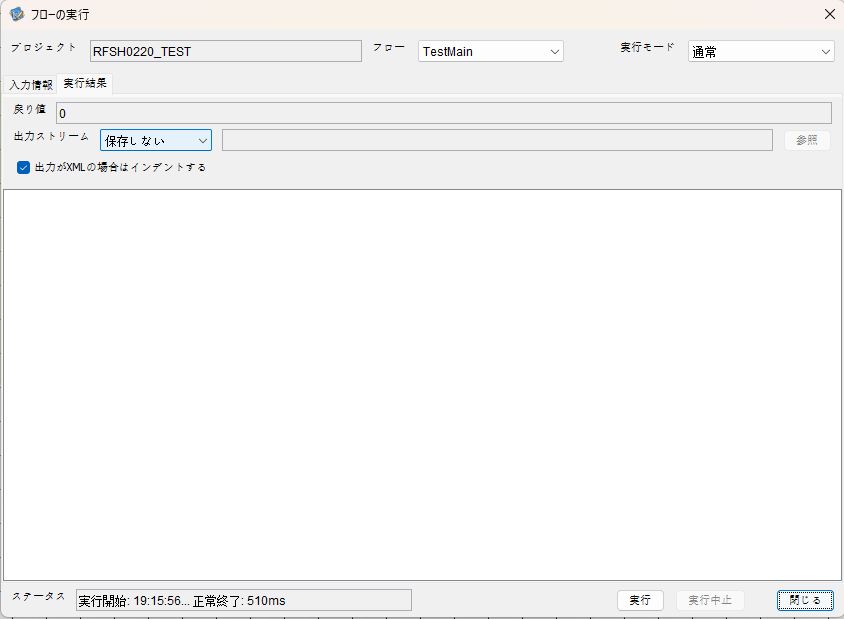 フローの実行
プロジェクト RFSH0220_TEST フロー TestMain 実行モード 通常
入力情報 実行結果
戻り値 0
出力ストリーム 保存しない 参照
出力がXMLの場合はインデントする
ステータス 実行開始: 19:15:56... 正常終了: 510ms 実行 実行中止 閉じる